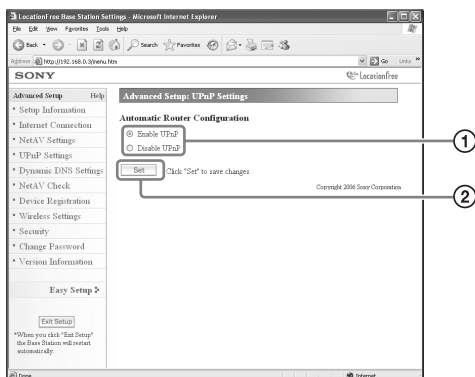 LocationFree Base Station Settings - Microsoft Internet Explorer
File Edit View Favorites Tools Help
Back Search Favorites
Address http://192.168.0.3/menu.htm Go Links »
SONY LocationFree
Advanced Setup Help
Advanced Setup: UPnP Settings
* Setup Information
* Internet Connection
* NetAV Settings
* UPnP Settings
* Dynamic DNS Settings
* NetAV Check
* Device Registration
* Wireless Settings
* Security
* Change Password
* Version Information
Easy Setup
Exit Setup
*When you click "Exit Setup"
the Base Station will restart
automatically.
Automatic Router Configuration
Enable UPnP
Disable UPnP
Set Click "Set" to save changes.
Copyright 2006 Sony Corporation
1
2
Done Internet